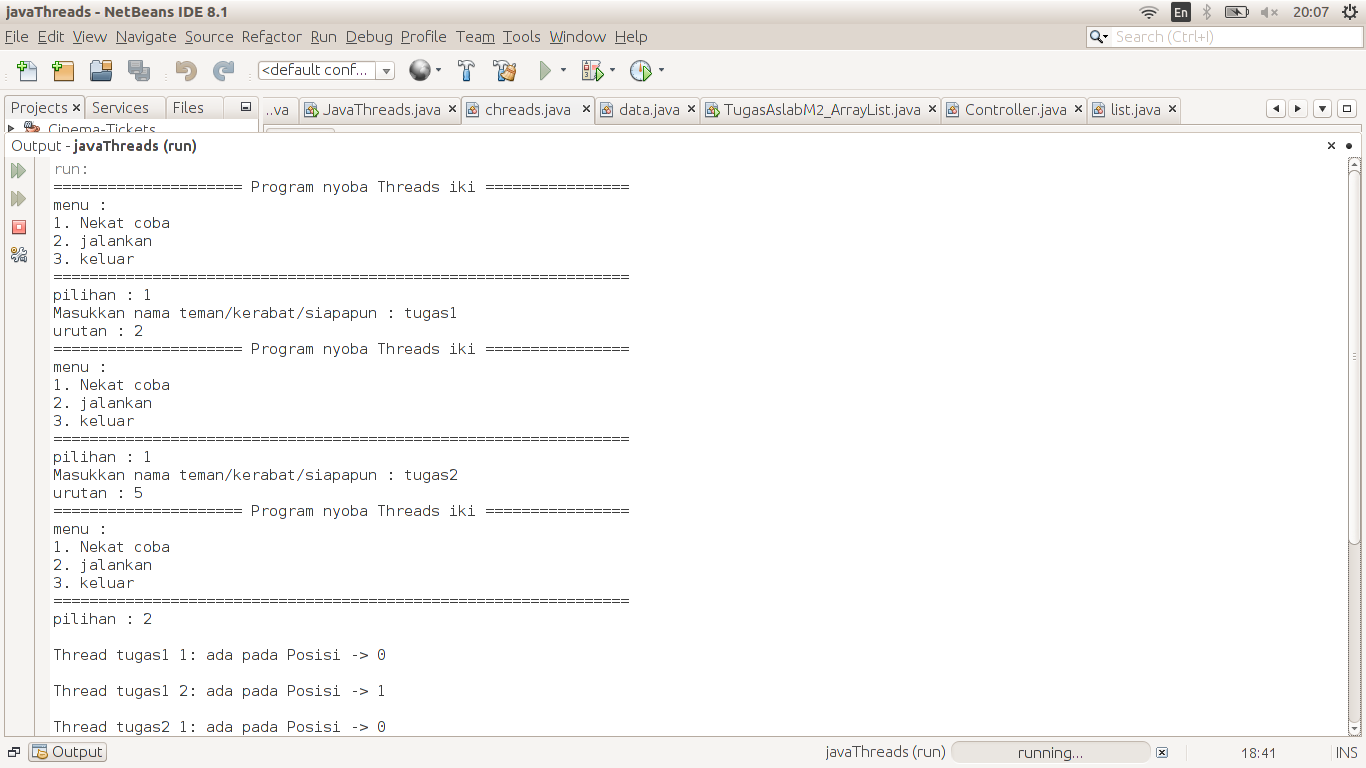 javaThreads - NetBeans IDE 8.1
En
20:07
File Edit View Navigate Source Refactor Run Debug Profile Team Tools Window Help
Search (Ctrl+I)
<default conf...
Projects Services Files
..va JavaThreads.java chreads.java data.java TugasAslabM2_ArrayList.java Controller.java list.java
Cinema-Tickets
Output - javaThreads (run)
run:
===================== Program nyoba Threads iki ================
menu :
1. Nekat coba
2. jalankan
3. keluar
================================================================
pilihan : 1
Masukkan nama teman/kerabat/siapapun : tugas1
urutan : 2
===================== Program nyoba Threads iki ================
menu :
1. Nekat coba
2. jalankan
3. keluar
================================================================
pilihan : 1
Masukkan nama teman/kerabat/siapapun : tugas2
urutan : 5
===================== Program nyoba Threads iki ================
menu :
1. Nekat coba
2. jalankan
3. keluar
================================================================
pilihan : 2
Thread tugas1 1: ada pada Posisi -> 0
Thread tugas1 2: ada pada Posisi -> 1
Thread tugas2 1: ada pada Posisi -> 0
Output
javaThreads (run)
running...
18:41
INS